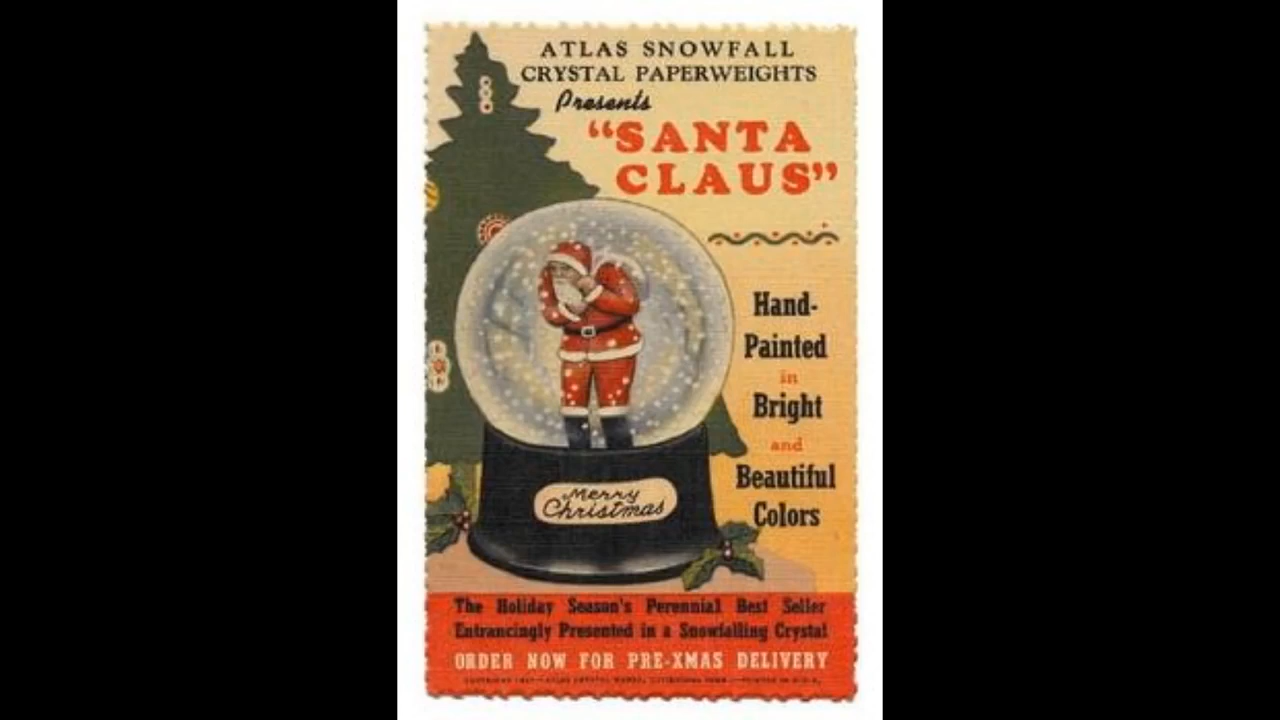 ATLAS SNOWFALL
CRYSTAL PAPERWEIGHTS
Presents
“SANTA
CLAUS”
Hand-
Painted
in
Bright
and
Beautiful
Colors
Merry
Christmas
The Holiday Season's Perennial Best Seller
Entrancingly Presented in a Snowfalling Crystal
ORDER NOW FOR PRE-XMAS DELIVERY